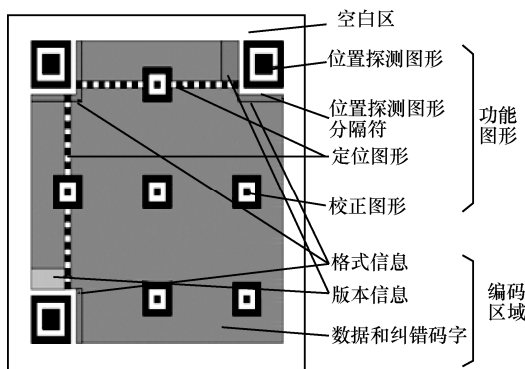 空白区
位置探测图形
位置探测图形
分隔符
定位图形
校正图形
功能
图形
格式信息
版本信息
数据和纠错码字
编码
区域